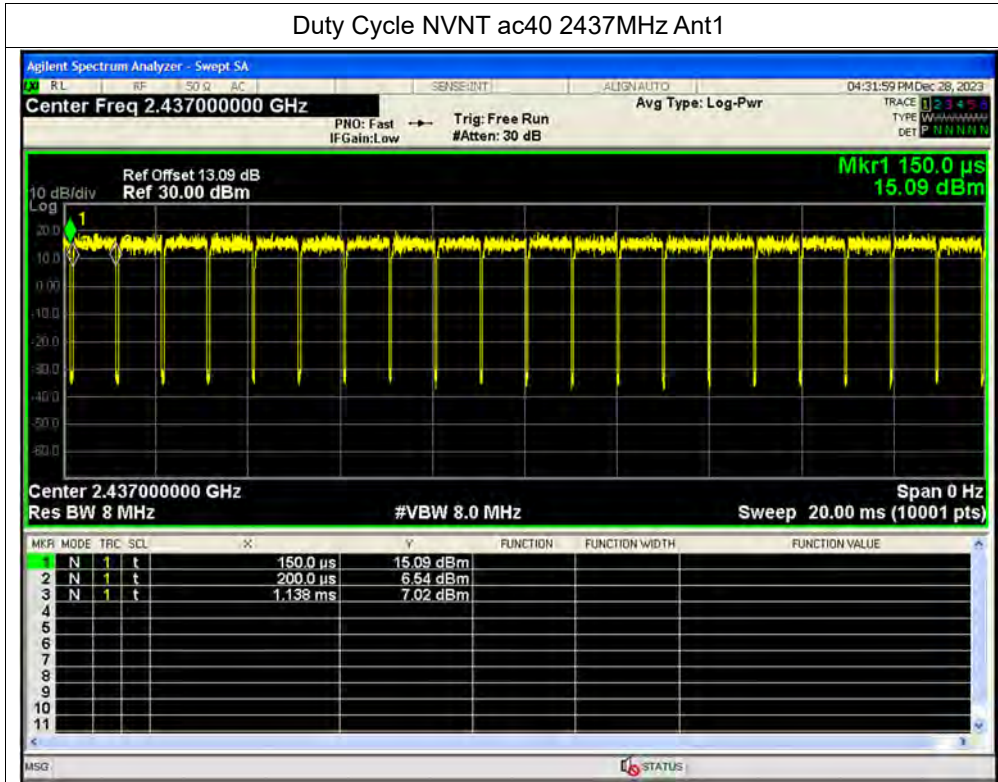 Duty Cycle NVNT ac40 2437MHz Ant1
Agilent Spectrum Analyzer - Swept SA
LXI RL RF 50 Ω AC SENSE:INT ALIGN AUTO 04:31:59 PM Dec 28, 2023
Center Freq 2.437000000 GHz Avg Type: Log-Pwr TRACE 1 2 3 4 5 6
PNO: Fast Trig: Free Run TYPE W
IFGain:Low #Atten: 30 dB DET P N N N N N
Mkr1 150.0 µs
Ref Offset 13.09 dB
10 dB/div Ref 30.00 dBm 15.09 dBm
Log
1
20.0
10.0
0.00
-10.0
-20.0
-30.0
-40.0
-50.0
-60.0
Center 2.437000000 GHz Span 0 Hz
Res BW 8 MHz #VBW 8.0 MHz Sweep 20.00 ms (10001 pts)
MKR MODE TRC SCL X Y FUNCTION FUNCTION WIDTH FUNCTION VALUE
1 N 1 t 150.0 µs 15.09 dBm
2 N 1 t 200.0 µs 6.54 dBm
3 N 1 t 1.138 ms 7.02 dBm
4
5
6
7
8
9
10
11
MSG STATUS